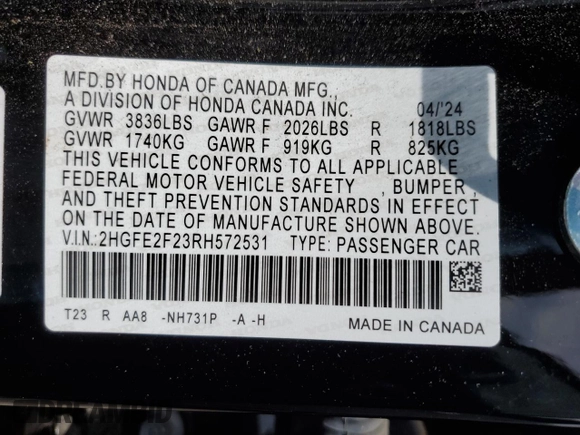 MFD.BY HONDA OF CANADA MFG.,
A DIVISION OF HONDA CANADA INC. 04/'24
GVWR 3836LBS GAWR F 2026LBS R 1818LBS
GVWR 1740KG GAWR F 919KG R 825KG
THIS VEHICLE CONFORMS TO ALL APPLICABLE
FEDERAL MOTOR VEHICLE SAFETY , BUMPER ,
AND THEFT PREVENTION STANDARDS IN EFFECT
ON THE DATE OF MANUFACTURE SHOWN ABOVE.
V.I.N.:2HGFE2F23RH572531 TYPE: PASSENGER CAR
T23 R AA8 -NH731P -A -H
MADE IN CANADA